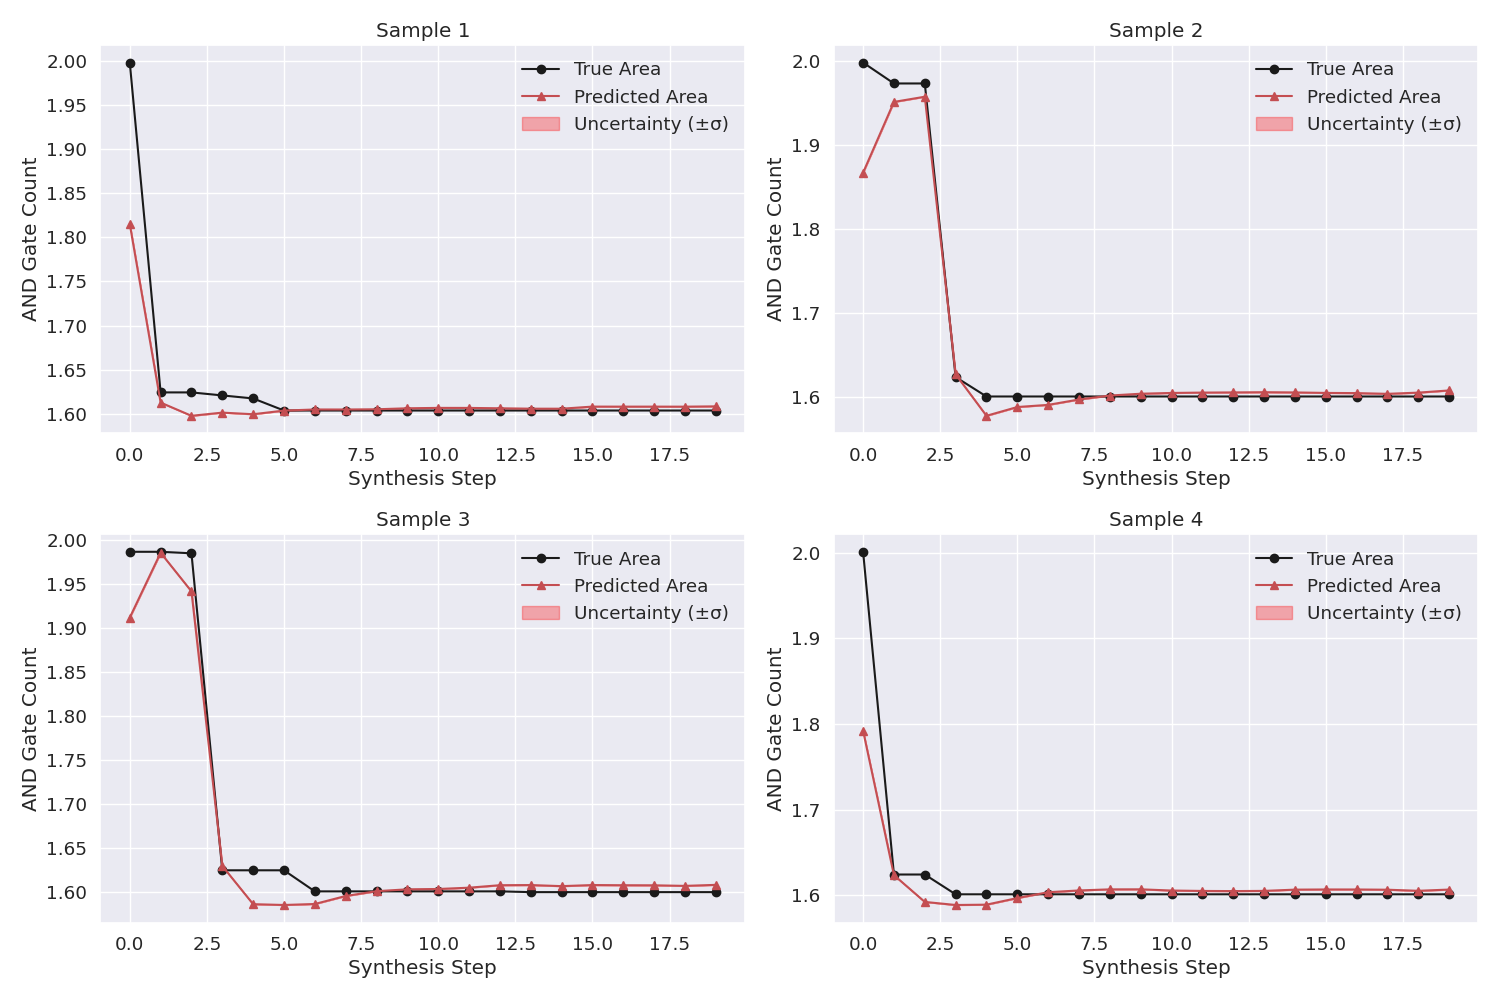 Sample 1
AND Gate Count
2.00
1.95
1.90
1.85
1.80
1.75
1.70
1.65
1.60
True Area
Predicted Area
Uncertainty (±σ)
0.0 2.5 5.0 7.5 10.0 12.5 15.0 17.5
Synthesis Step
Sample 2
AND Gate Count
2.0
1.9
1.8
1.7
1.6
True Area
Predicted Area
Uncertainty (±σ)
0.0 2.5 5.0 7.5 10.0 12.5 15.0 17.5
Synthesis Step
Sample 3
AND Gate Count
2.00
1.95
1.90
1.85
1.80
1.75
1.70
1.65
1.60
True Area
Predicted Area
Uncertainty (±σ)
0.0 2.5 5.0 7.5 10.0 12.5 15.0 17.5
Synthesis Step
Sample 4
AND Gate Count
2.0
1.9
1.8
1.7
1.6
True Area
Predicted Area
Uncertainty (±σ)
0.0 2.5 5.0 7.5 10.0 12.5 15.0 17.5
Synthesis Step